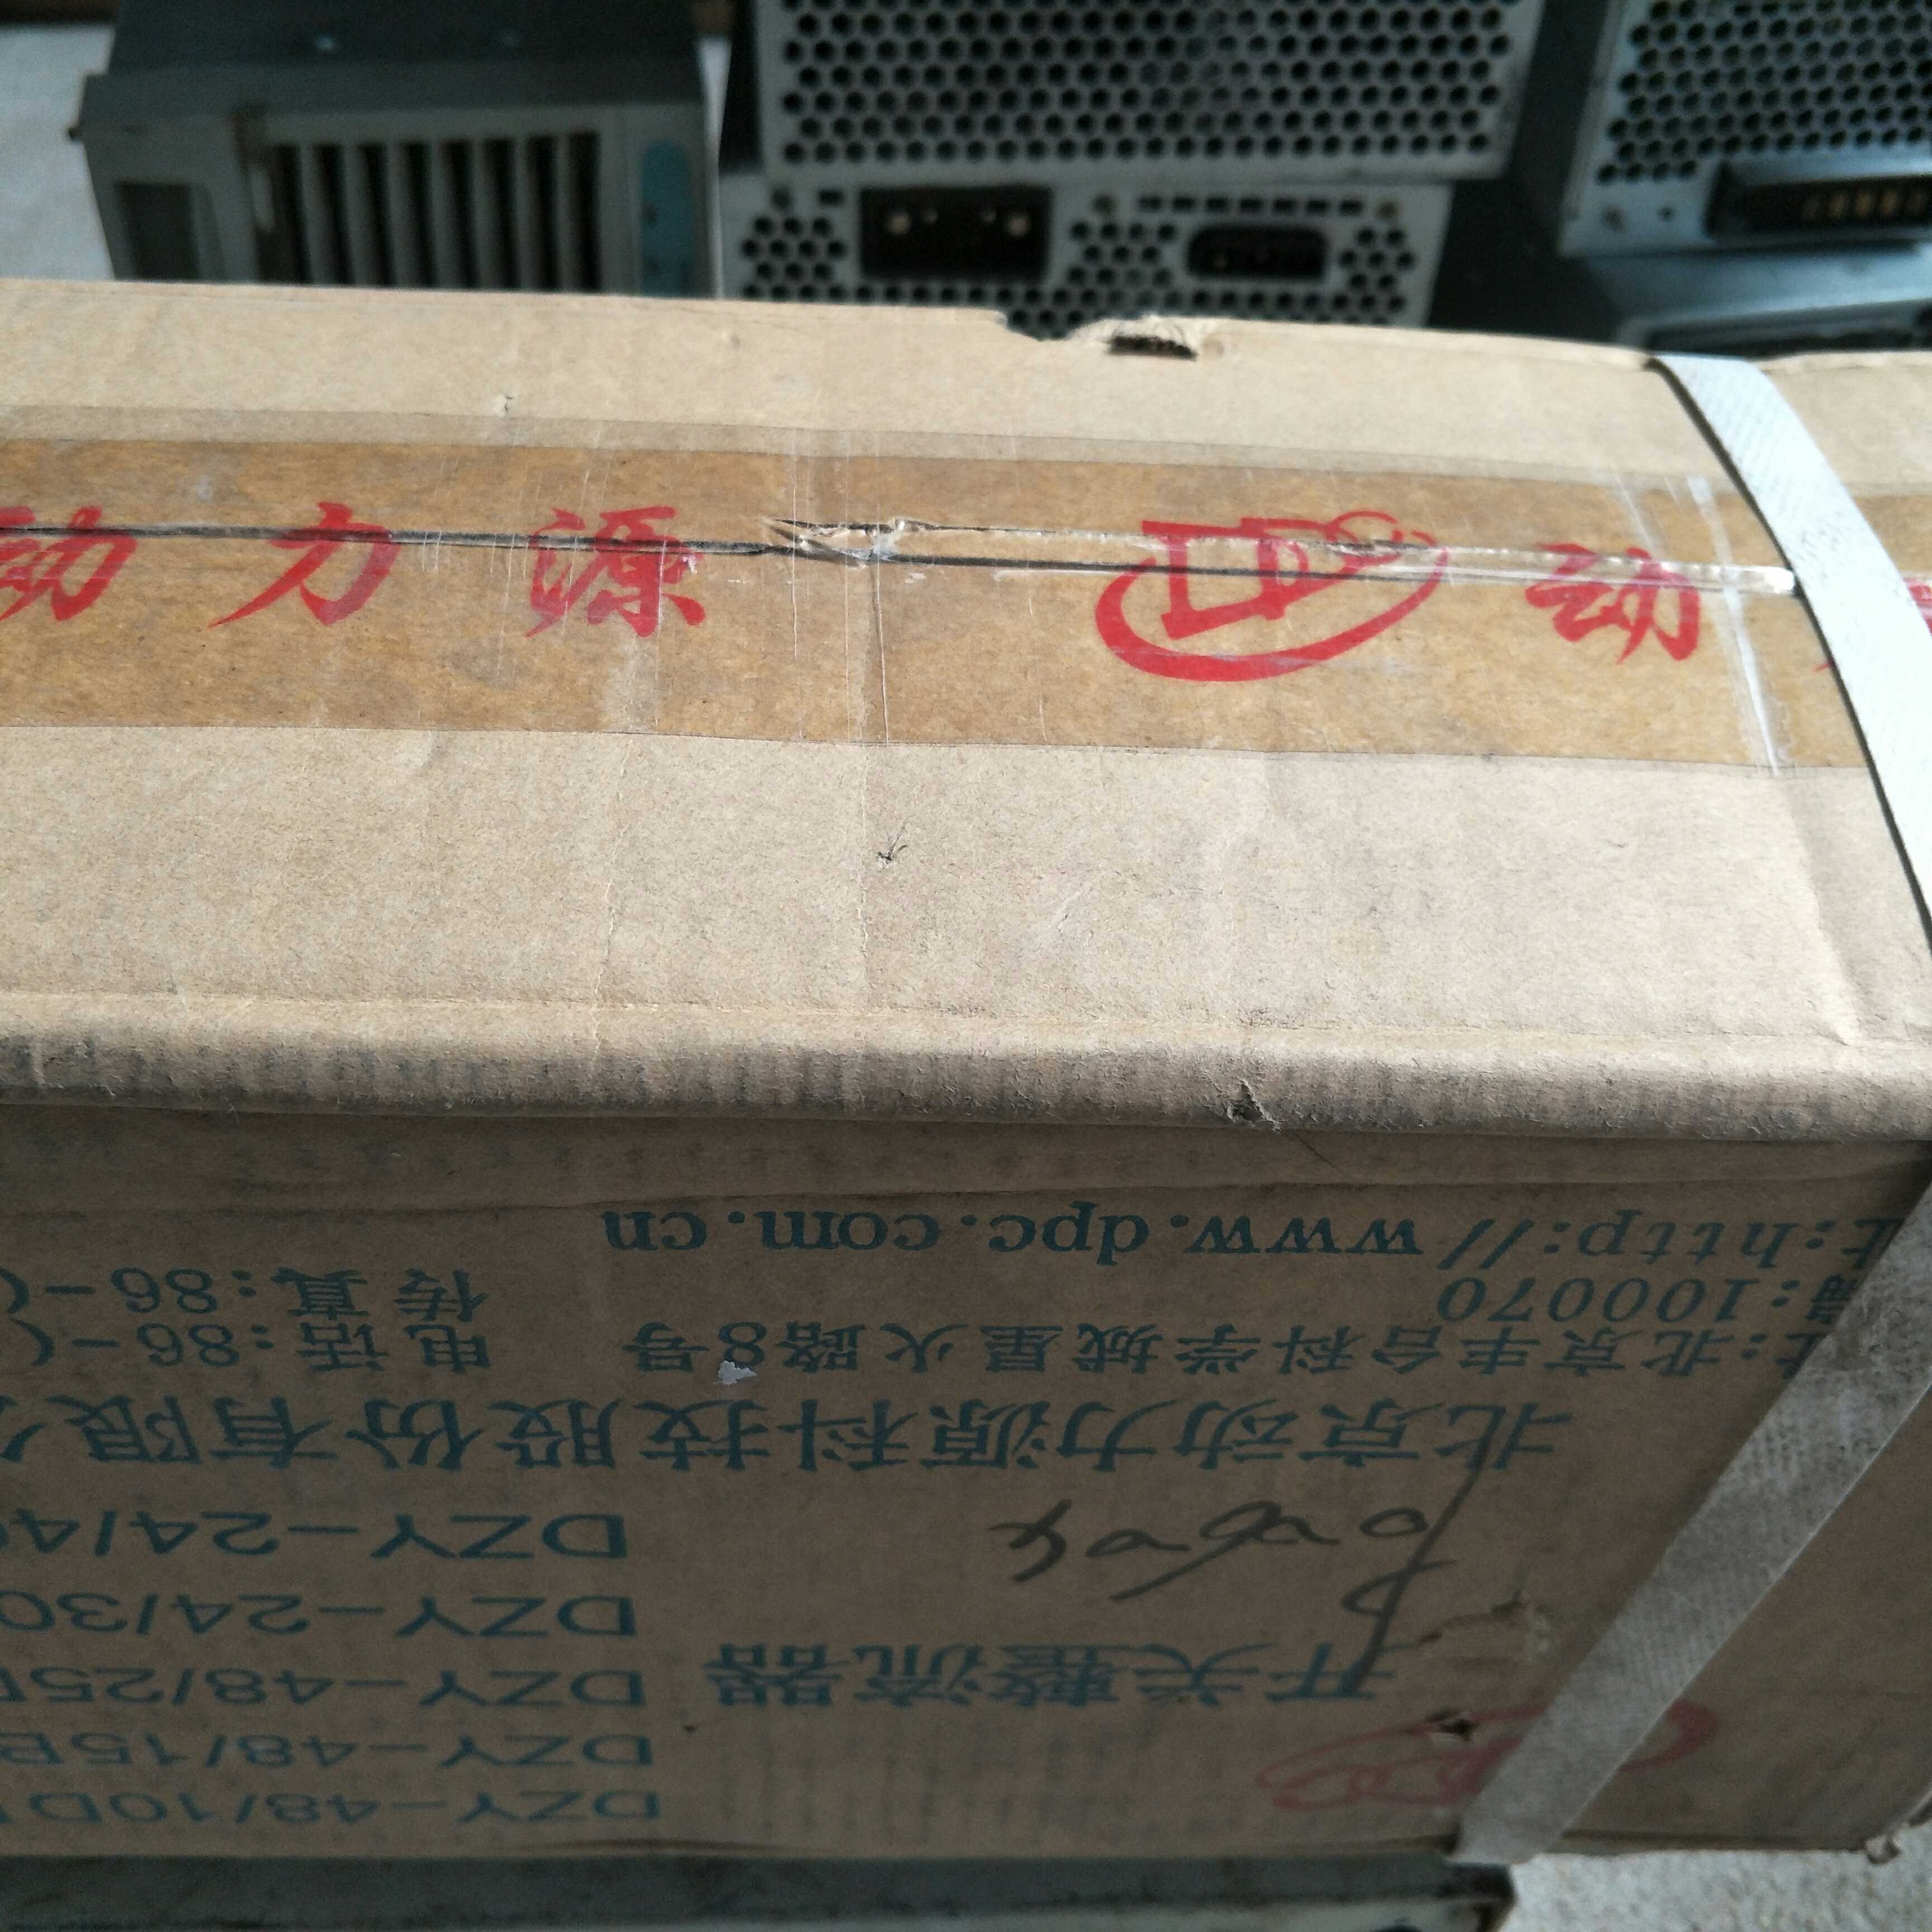 动力源 动
DZY-48/10D
DZY-48/15B
开关整流器 DZY-48/25
DZY-24/30
DZY-24/4
北京动力源科技股份有限
址:北京丰台科学城星火路8号 电话:86-(
编:100070 传真:86-(
址:http://www.dpc.com.cn